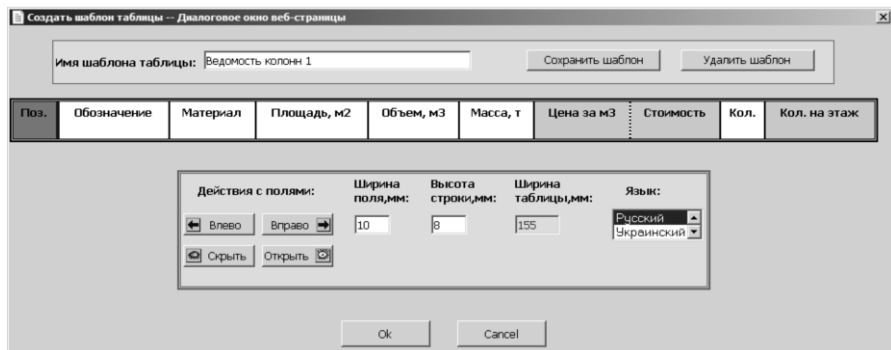 Создать шаблон таблицы -- Диалоговое окно веб-страницы
Имя шаблона таблицы: Ведомость колонн 1 Сохранить шаблон Удалить шаблон
Поз. Обозначение Материал Площадь, м2 Объем, м3 Масса, т Цена за м3 Стоимость Кол. Кол. на этаж
Действия с полями: Ширина поля,мм: Высота строки,мм: Ширина таблицы,мм: Язык:
Влево Вправо 10 8 155 Русский
Украинский
Скрыть Открыть
Ok Cancel